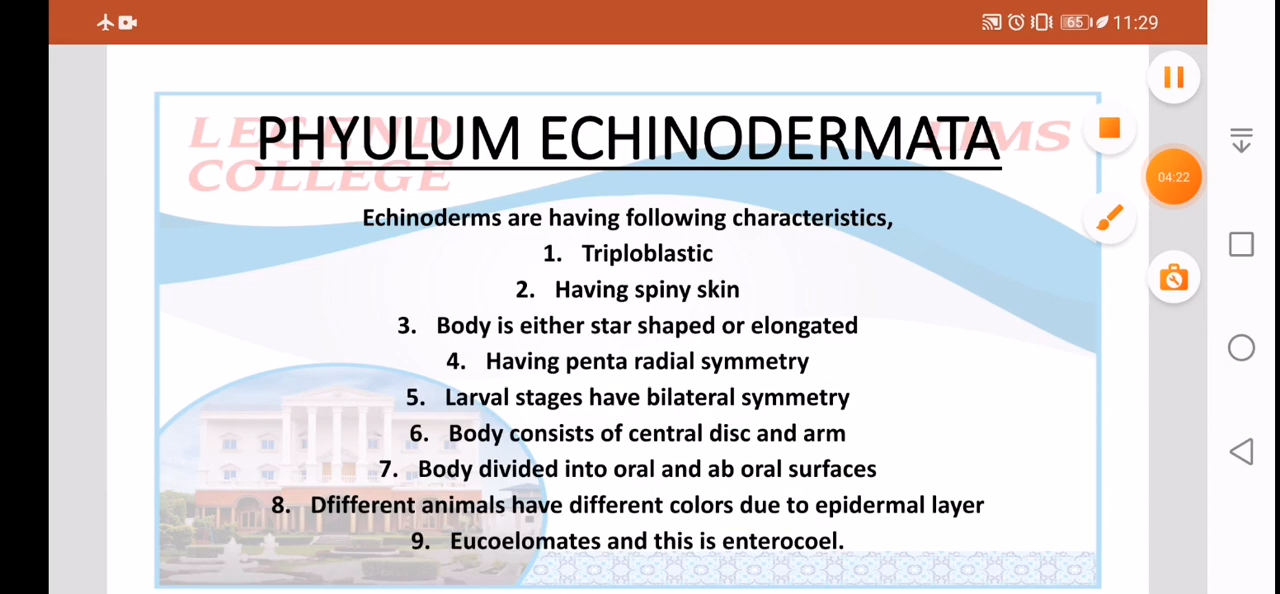 65 11:29
LEGEND
COLLEGE
PHYULUM ECHINODERMATA
04:22
Echinoderms are having following characteristics,
1. Triploblastic
2. Having spiny skin
3. Body is either star shaped or elongated
4. Having penta radial symmetry
5. Larval stages have bilateral symmetry
6. Body consists of central disc and arm
7. Body divided into oral and ab oral surfaces
8. Dfifferent animals have different colors due to epidermal layer
9. Eucoelomates and this is enterocoel.